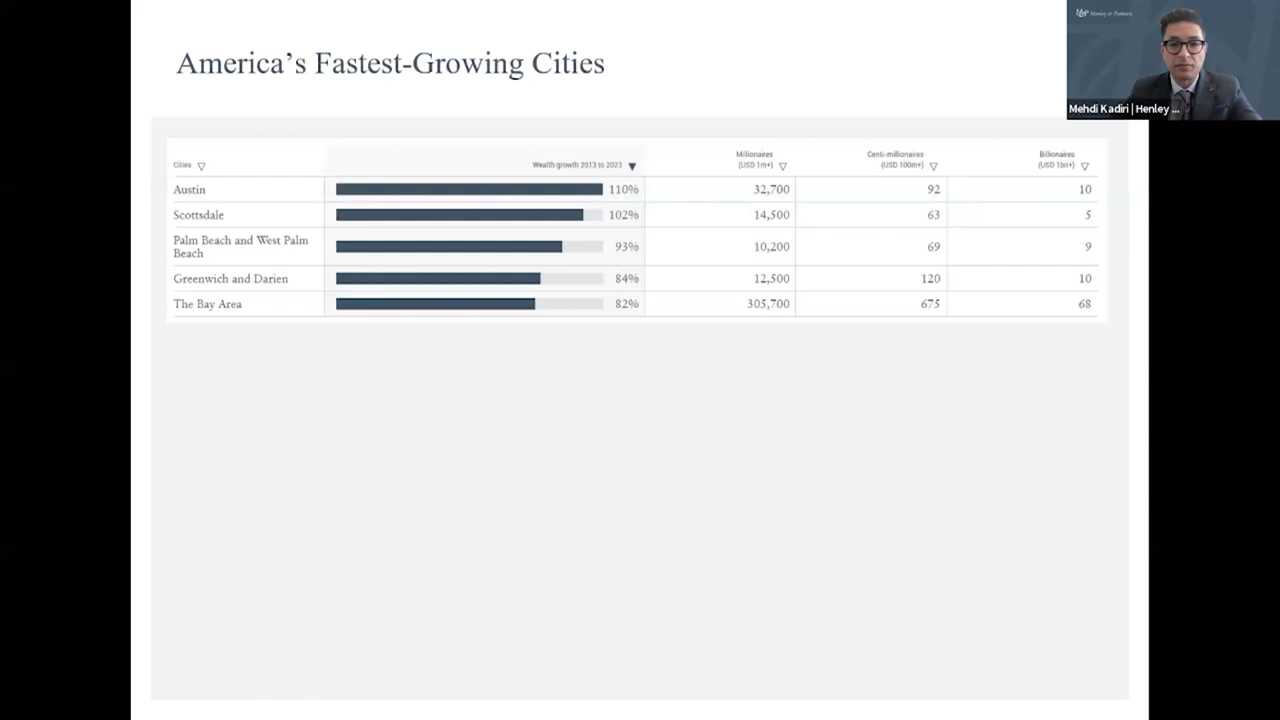 Henley & Partners
America's Fastest-Growing Cities
Mehdi Kadiri | Henley ...
Cities
Wealth growth 2013 to 2023
Millionaires
(USD 1m+)
Centi-millionaires
(USD 100m+)
Billionaires
(USD 1bn+)
Austin 110% 32,700 92 10
Scottsdale 102% 14,500 63 5
Palm Beach and West Palm
Beach 93% 10,200 69 9
Greenwich and Darien 84% 12,500 120 10
The Bay Area 82% 305,700 675 68